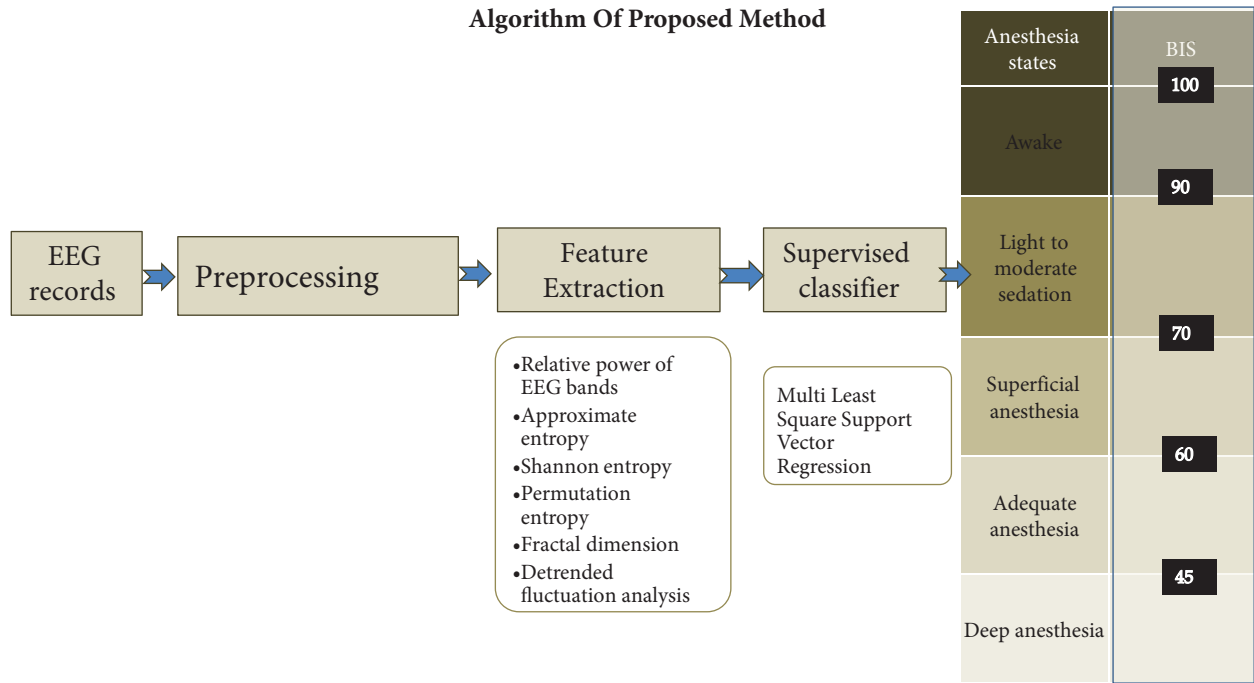 Algorithm Of Proposed Method
EEG
records
Preprocessing
Feature
Extraction
•Relative power of
EEG bands
•Approximate
entropy
•Shannon entropy
•Permutation
entropy
•Fractal dimension
•Detrended
fluctuation analysis
Supervised
classifier
Multi Least
Square Support
Vector
Regression
Anesthesia
states
BIS
100
Awake
90
Light to
moderate
sedation
70
Superficial
anesthesia
60
Adequate
anesthesia
45
Deep anesthesia